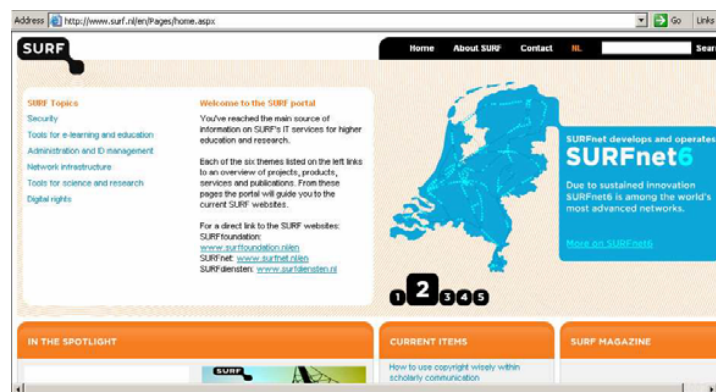 Address http://www.surf.nl/en/Pages/home.aspx Go Links
SURF
Home About SURF Contact NL Sear
SURF Topics
Security
Tools for e-learning and education
Administration and ID management
Network infrastructure
Tools for science and research
Digital rights
Welcome to the SURF portal
You've reached the main source of
information on SURF's IT services for higher
education and research.
Each of the six themes listed on the left links
to an overview of projects, products,
services and publications. From these
pages the portal will guide you to the
current SURF websites.
For a direct link to the SURF websites:
SURFfoundation:
www.surffoundation.nl/en
SURFnet: www.surfnet.nl/en
SURFdiensten: www.surfdiensten.nl
SURFnet develops and operates
SURFnet6
Due to sustained innovation
SURFnet6 is among the world's
most advanced networks.
More on SURFnet6
1 2 3 4 5
IN THE SPOTLIGHT
SURF
CURRENT ITEMS
How to use copyright wisely within
scholarly communication
SURF MAGAZINE